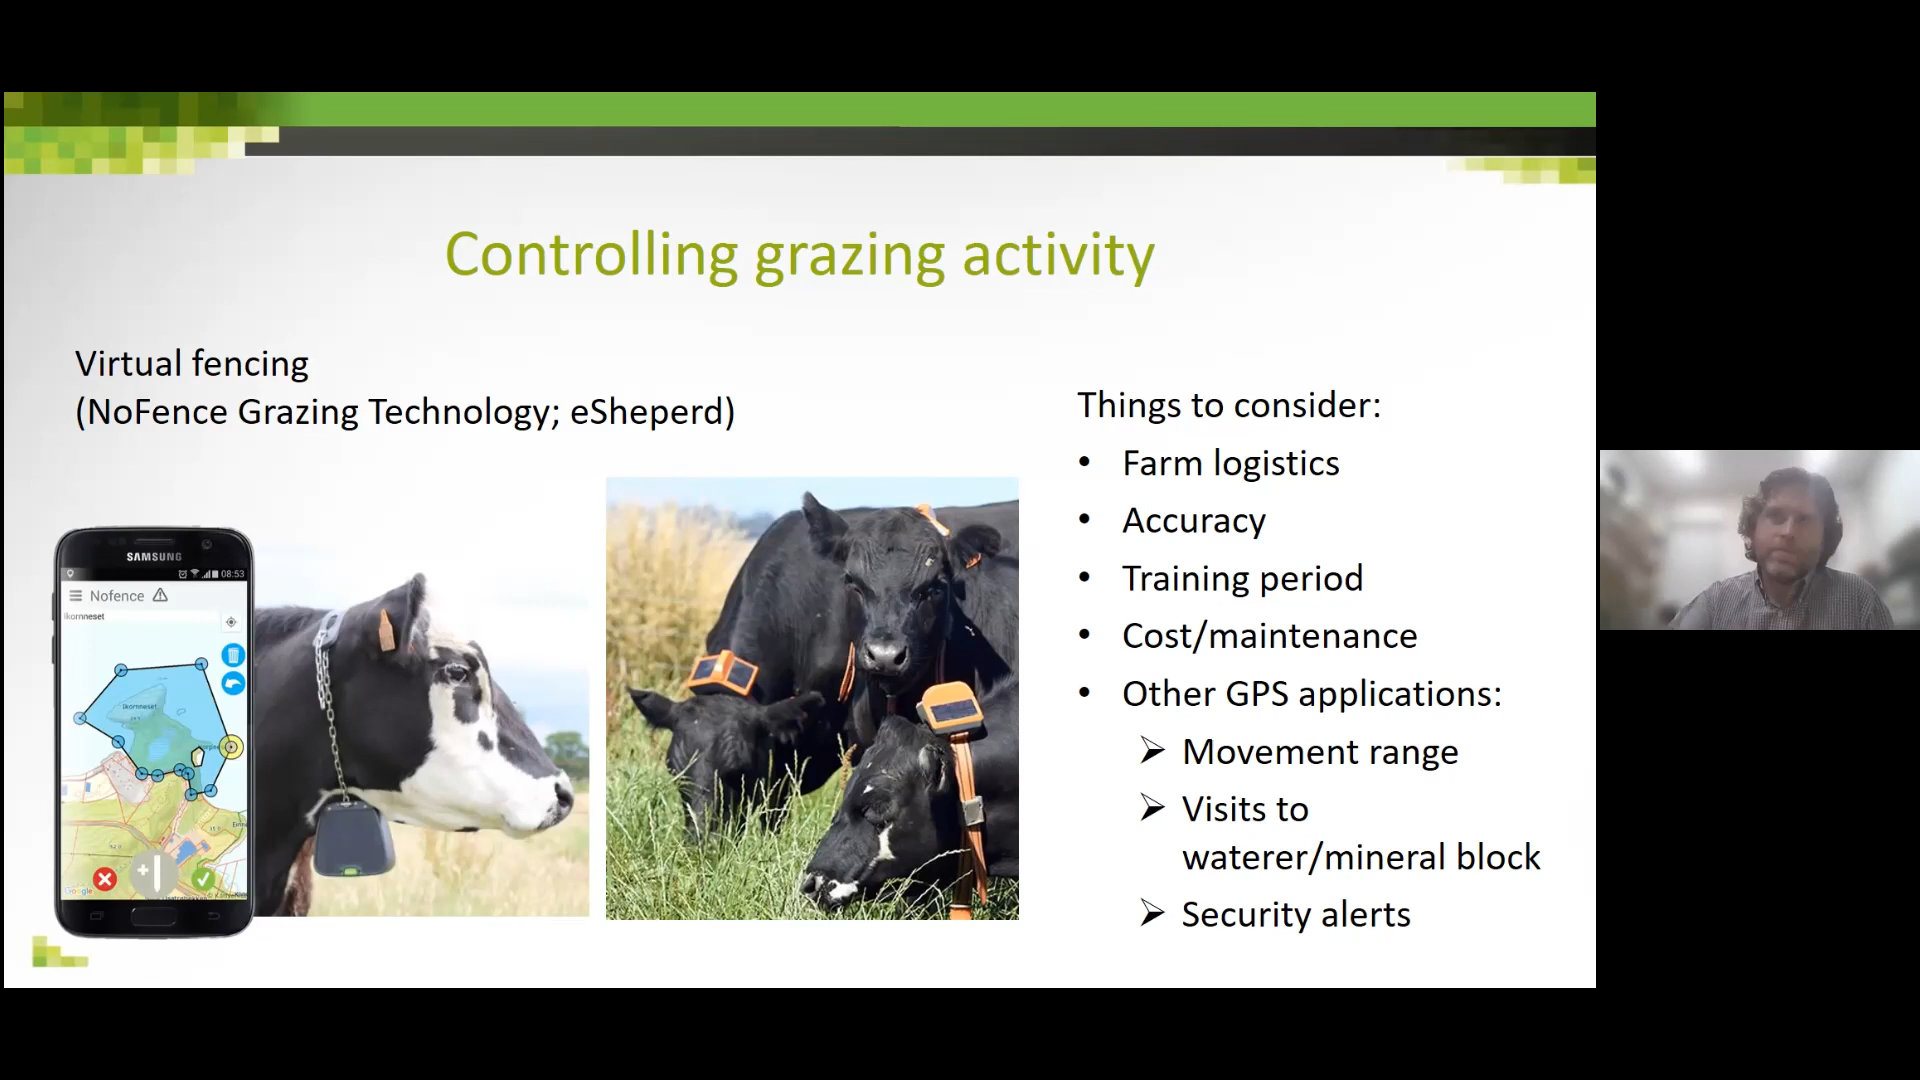 Controlling grazing activity
Virtual fencing
(NoFence Grazing Technology; eSheperd)
SAMSUNG
08:53
Nofence
Ikornneset
Ikornneset
Google
Things to consider:
• Farm logistics
• Accuracy
• Training period
• Cost/maintenance
• Other GPS applications:
➢ Movement range
➢ Visits to
waterer/mineral block
➢ Security alerts